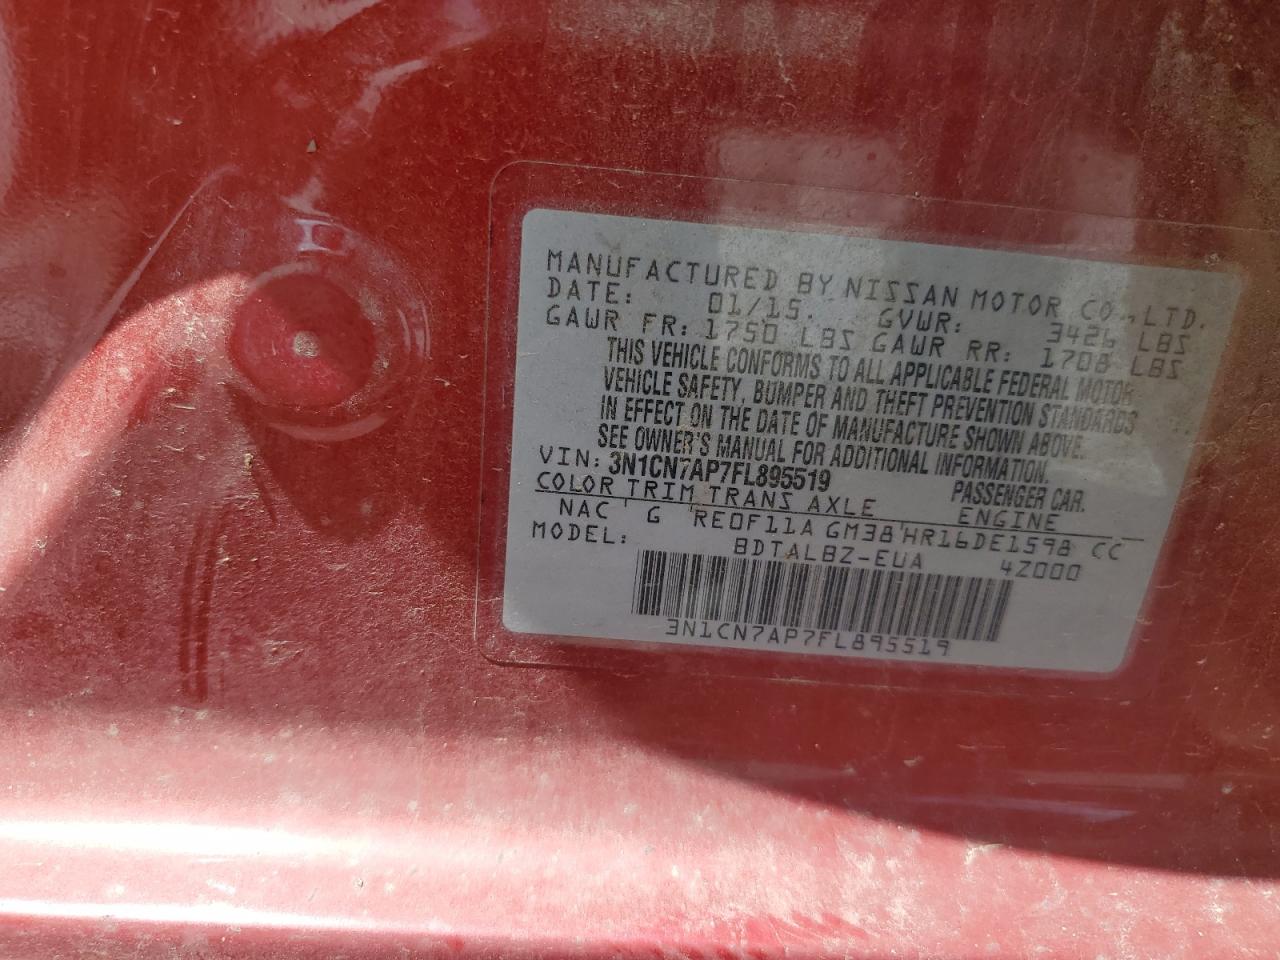 MANUFACTURED BY NISSAN MOTOR CO., LTD.
DATE: 01/15. GVWR: 3426 LBS
GAWR FR: 1750 LBS GAWR RR: 1708 LBS
THIS VEHICLE CONFORMS TO ALL APPLICABLE FEDERAL MOTOR
VEHICLE SAFETY, BUMPER AND THEFT PREVENTION STANDARDS
IN EFFECT ON THE DATE OF MANUFACTURE SHOWN ABOVE.
SEE OWNER'S MANUAL FOR ADDITIONAL INFORMATION.
VIN: 3N1CN7AP7FL895519 PASSENGER CAR.
COLOR TRIM TRANS AXLE ENGINE
NAC G RE0F11A GM38 HR16DE1598 CC
MODEL: BDTALBZ-EUA 4Z000
3N1CN7AP7FL895519